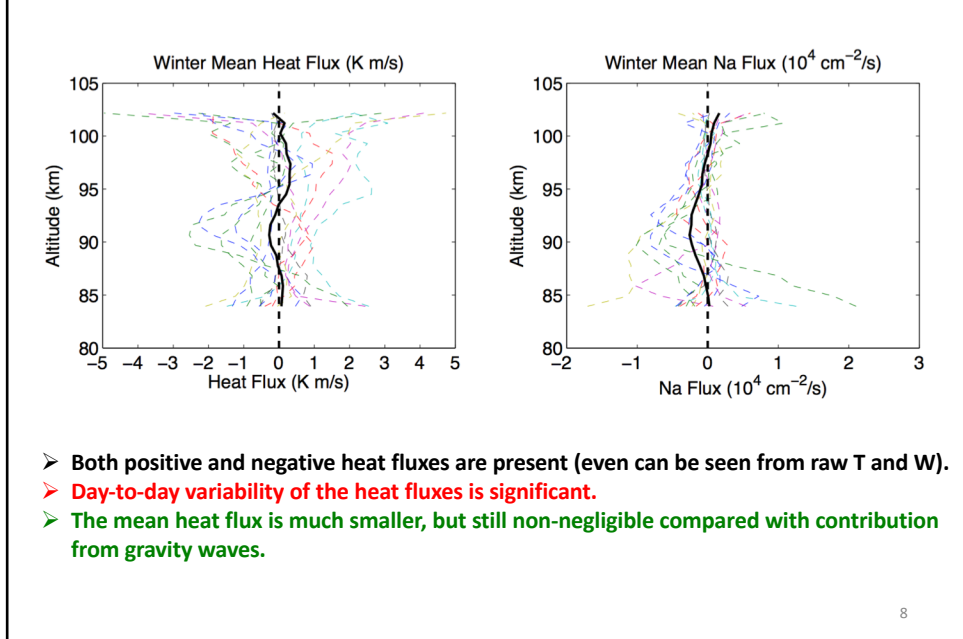 Winter Mean Heat Flux (K m/s)
105
100
95
90
85
80
Altitude (km)
−5 −4 −3 −2 −1 0 1 2 3 4 5
Heat Flux (K m/s)
Winter Mean Na Flux (10⁴ cm⁻²/s)
105
100
95
90
85
80
Altitude (km)
−2 −1 0 1 2 3
Na Flux (10⁴ cm⁻²/s)
➢ Both positive and negative heat fluxes are present (even can be seen from raw T and W).
➢ Day-to-day variability of the heat fluxes is significant.
➢ The mean heat flux is much smaller, but still non-negligible compared with contribution
from gravity waves.
8